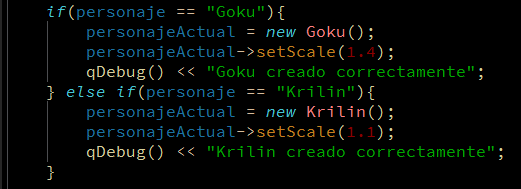 if(personaje == "Goku"){
personajeActual = new Goku();
personajeActual->setScale(1.4);
qDebug() << "Goku creado correctamente";
} else if(personaje == "Krilin"){
personajeActual = new Krilin();
personajeActual->setScale(1.1);
qDebug() << "Krilin creado correctamente";
}